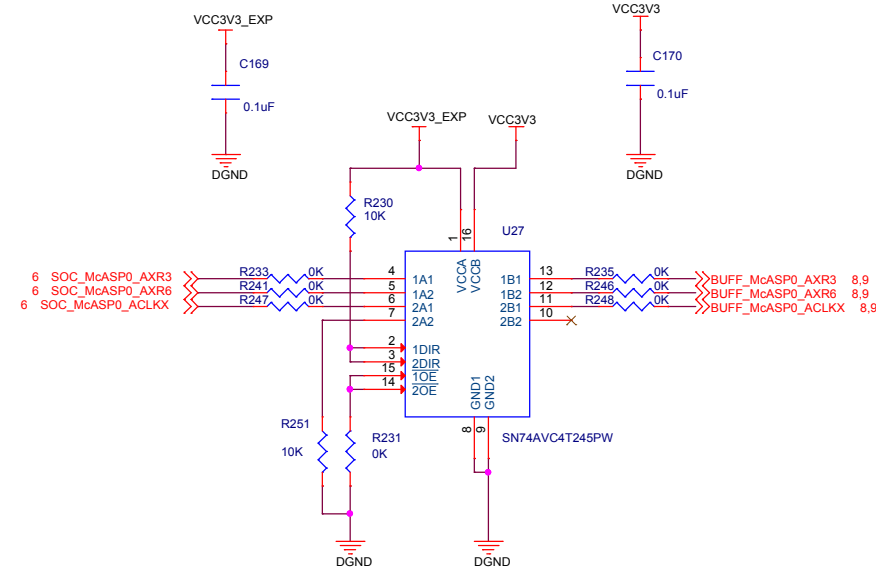 VCC3V3_EXP
VCC3V3
C169
0.1uF
C170
0.1uF
DGND
DGND
VCC3V3_EXP
VCC3V3
R230
10K
U27
1
16
VCCA
VCCB
6 SOC_McASP0_AXR3
R233 0K
4
1A1
1B1
13
R235 0K
BUFF_McASP0_AXR3 8,9
6 SOC_McASP0_AXR6
R241 0K
5
1A2
1B2
12
R246 0K
BUFF_McASP0_AXR6 8,9
6 SOC_McASP0_ACLKX
R247 0K
6
2A1
2B1
11
R248 0K
BUFF_McASP0_ACLKX 8,9
7
2A2
2B2
10
2
1DIR
3
2DIR
15
1OE
14
2OE
GND1
GND2
8
9
SN74AVC4T245PW
R251
10K
R231
0K
DGND
DGND